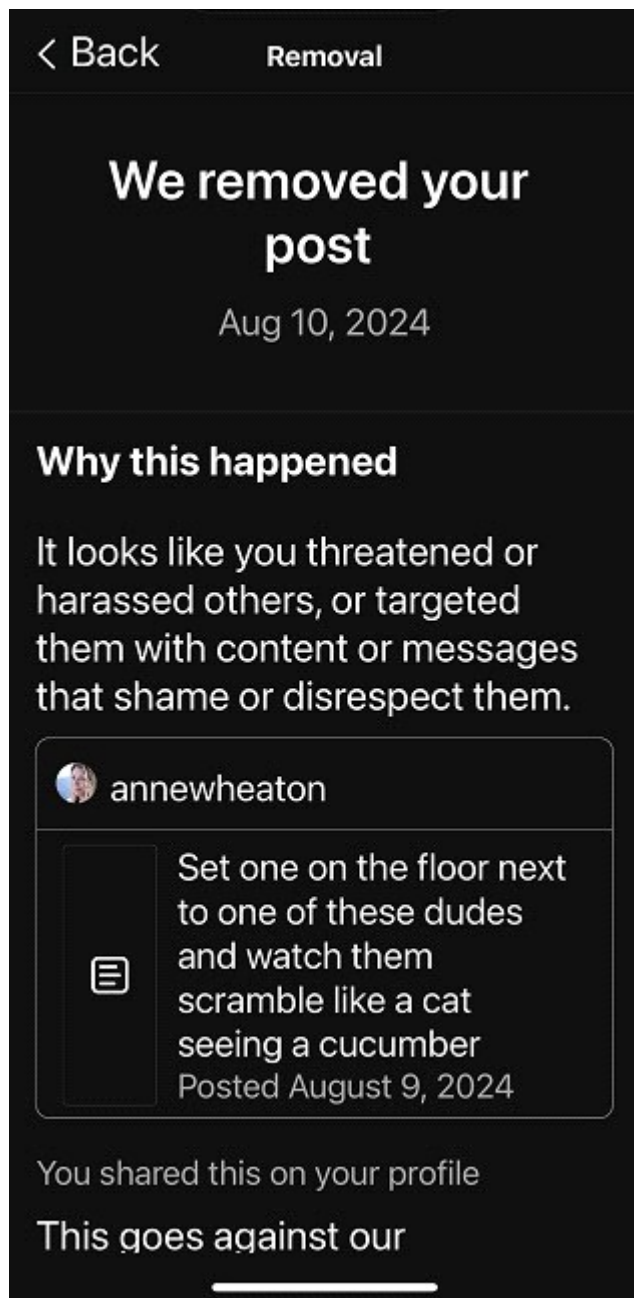 Back
Removal
We removed your
post
Aug 10, 2024
Why this happened
It looks like you threatened or
harassed others, or targeted
them with content or messages
that shame or disrespect them.
annewheaton
Set one on the floor next
to one of these dudes
and watch them
scramble like a cat
seeing a cucumber
Posted August 9, 2024
You shared this on your profile
This goes against our